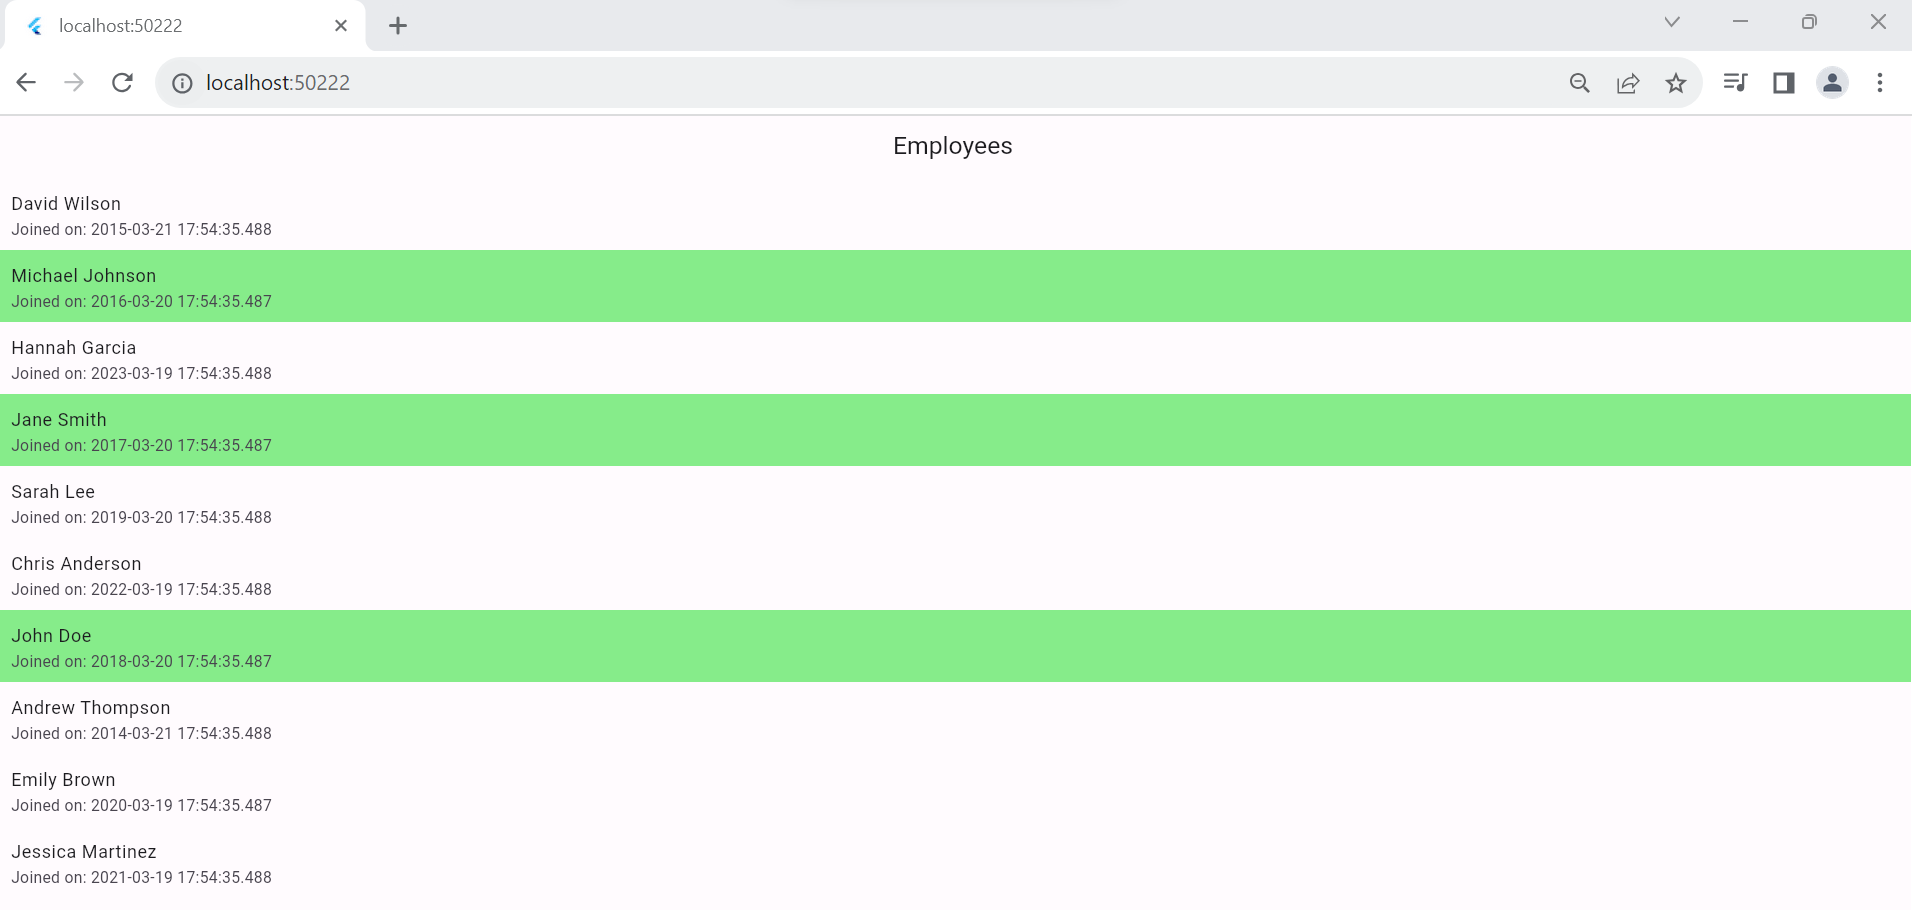 localhost:50222
localhost:50222
Employees
David Wilson
Joined on: 2015-03-21 17:54:35.488
Michael Johnson
Joined on: 2016-03-20 17:54:35.487
Hannah Garcia
Joined on: 2023-03-19 17:54:35.488
Jane Smith
Joined on: 2017-03-20 17:54:35.487
Sarah Lee
Joined on: 2019-03-20 17:54:35.488
Chris Anderson
Joined on: 2022-03-19 17:54:35.488
John Doe
Joined on: 2018-03-20 17:54:35.487
Andrew Thompson
Joined on: 2014-03-21 17:54:35.488
Emily Brown
Joined on: 2020-03-19 17:54:35.487
Jessica Martinez
Joined on: 2021-03-19 17:54:35.488